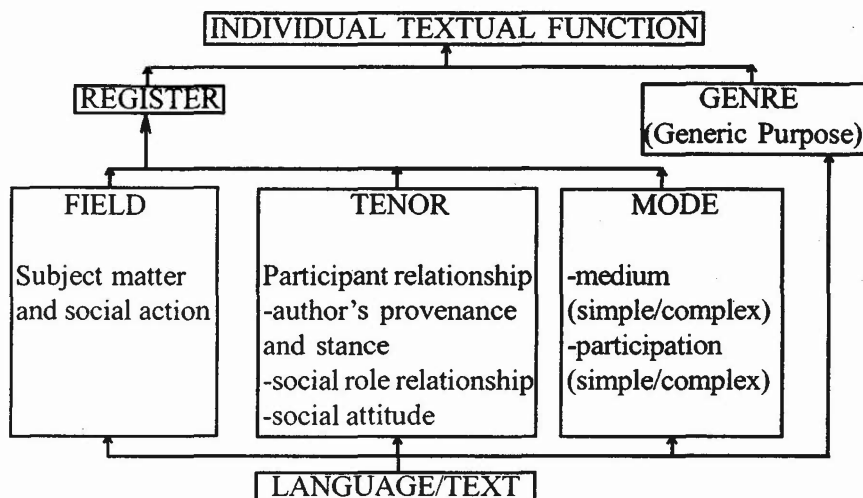 INDIVIDUAL TEXTUAL FUNCTION
REGISTER
GENRE
(Generic Purpose)
FIELD
Subject matter
and social action
TENOR
Participant relationship
-author's provenance
and stance
-social role relationship
-social attitude
MODE
-medium
(simple/complex)
-participation
(simple/complex)
LANGUAGE/TEXT